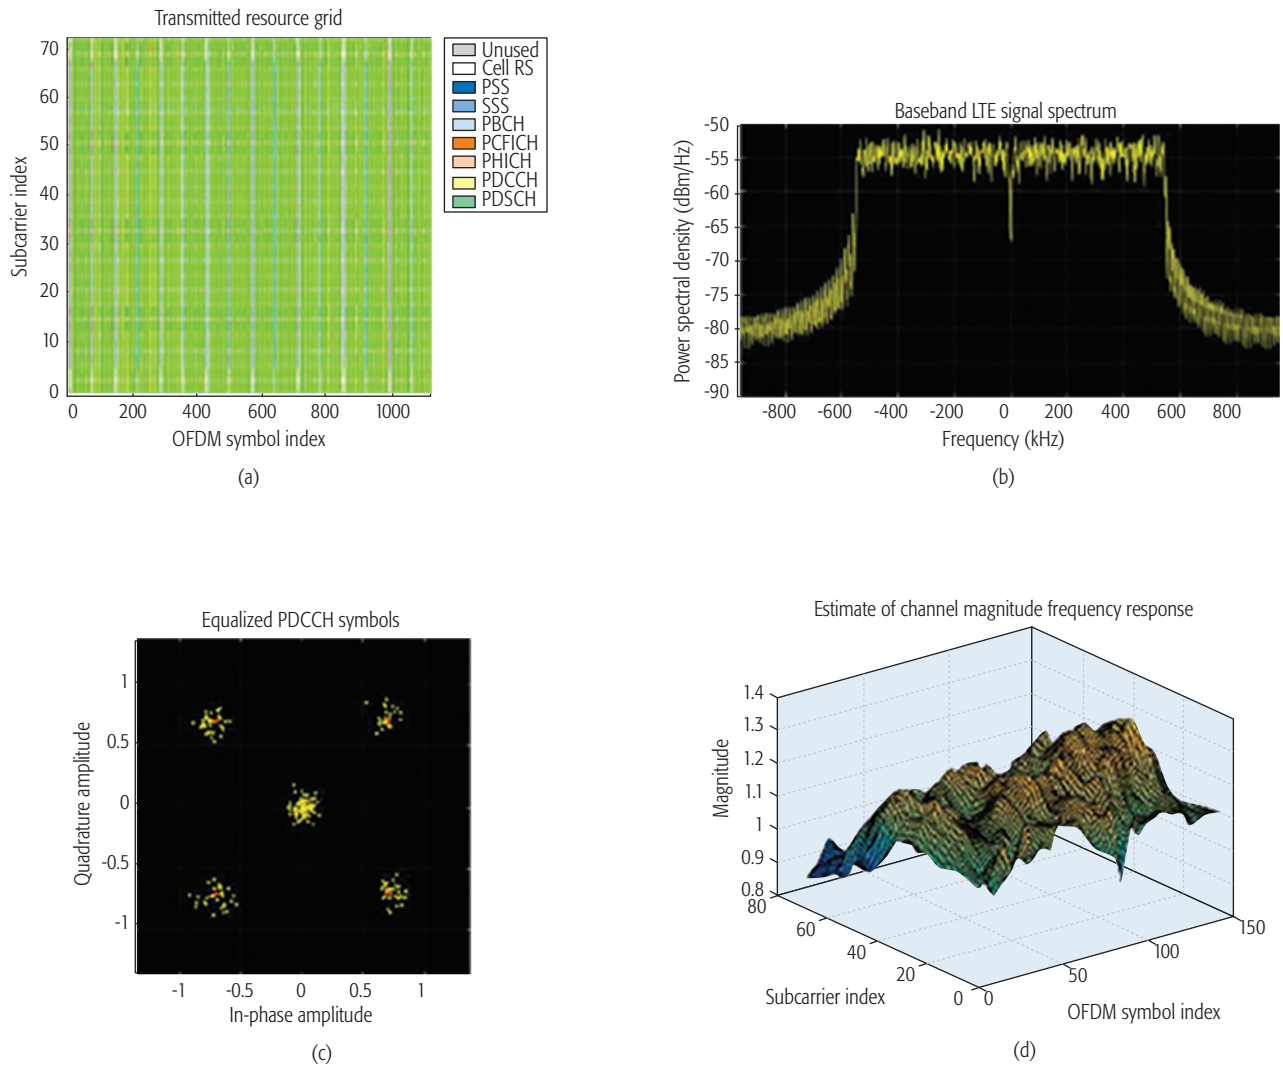 Transmitted resource grid
70
60
50
40
30
20
10
0
Subcarrier index
0 200 400 600 800 1000
OFDM symbol index
(a)
Unused
Cell RS
PSS
SSS
PBCH
PCFICH
PHICH
PDCCH
PDSCH
Baseband LTE signal spectrum
-50
-55
-60
-65
-70
-75
-80
-85
-90
Power spectral density (dBm/Hz)
-800 -600 -400 -200 0 200 400 600 800
Frequency (kHz)
(b)
Equalized PDCCH symbols
1
0.5
0
-0.5
-1
Quadrature amplitude
-1 -0.5 0 0.5 1
In-phase amplitude
(c)
Estimate of channel magnitude frequency response
1.4
1.3
1.2
1.1
1
0.9
0.8
Magnitude
80
60
40
20
0
Subcarrier index
0
50
100
150
OFDM symbol index
(d)